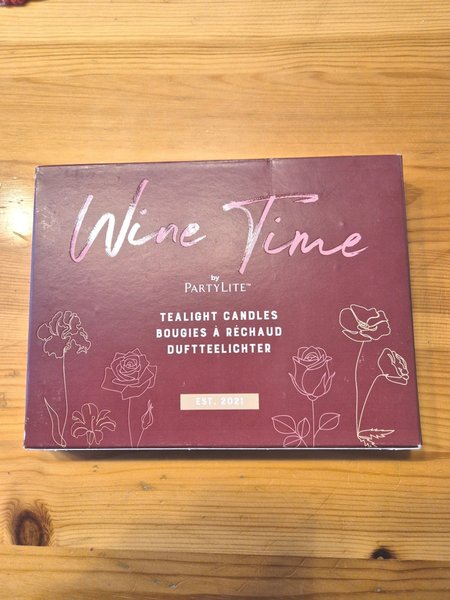 Wine Time
by
PARTYLITE™
TEALIGHT CANDLES
BOUGIES À RÉCHAUD
DUFTTEELICHTER
EST. 2021